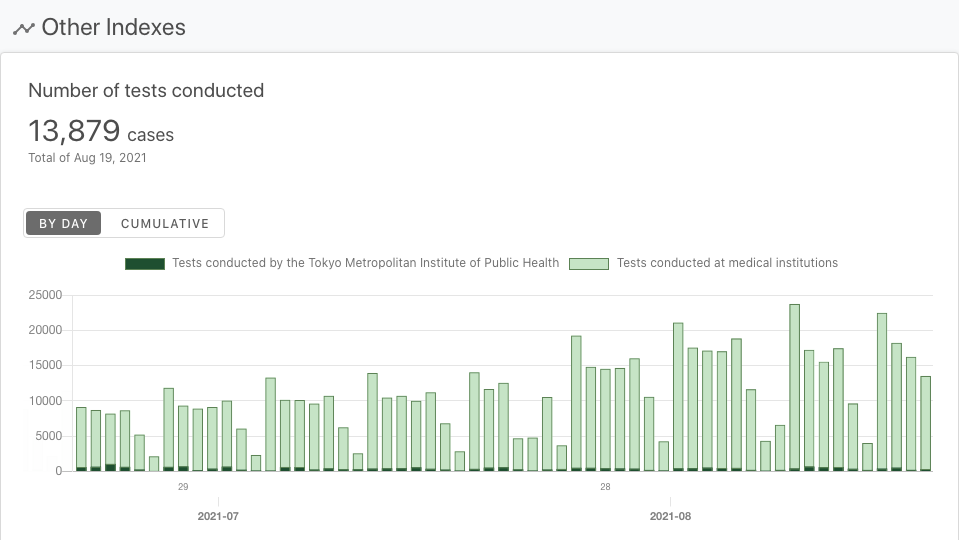 Other Indexes
Number of tests conducted
13,879 cases
Total of Aug 19, 2021
BY DAY CUMULATIVE
Tests conducted by the Tokyo Metropolitan Institute of Public Health Tests conducted at medical institutions
25000
20000
15000
10000
5000
0
29 28
2021-07 2021-08